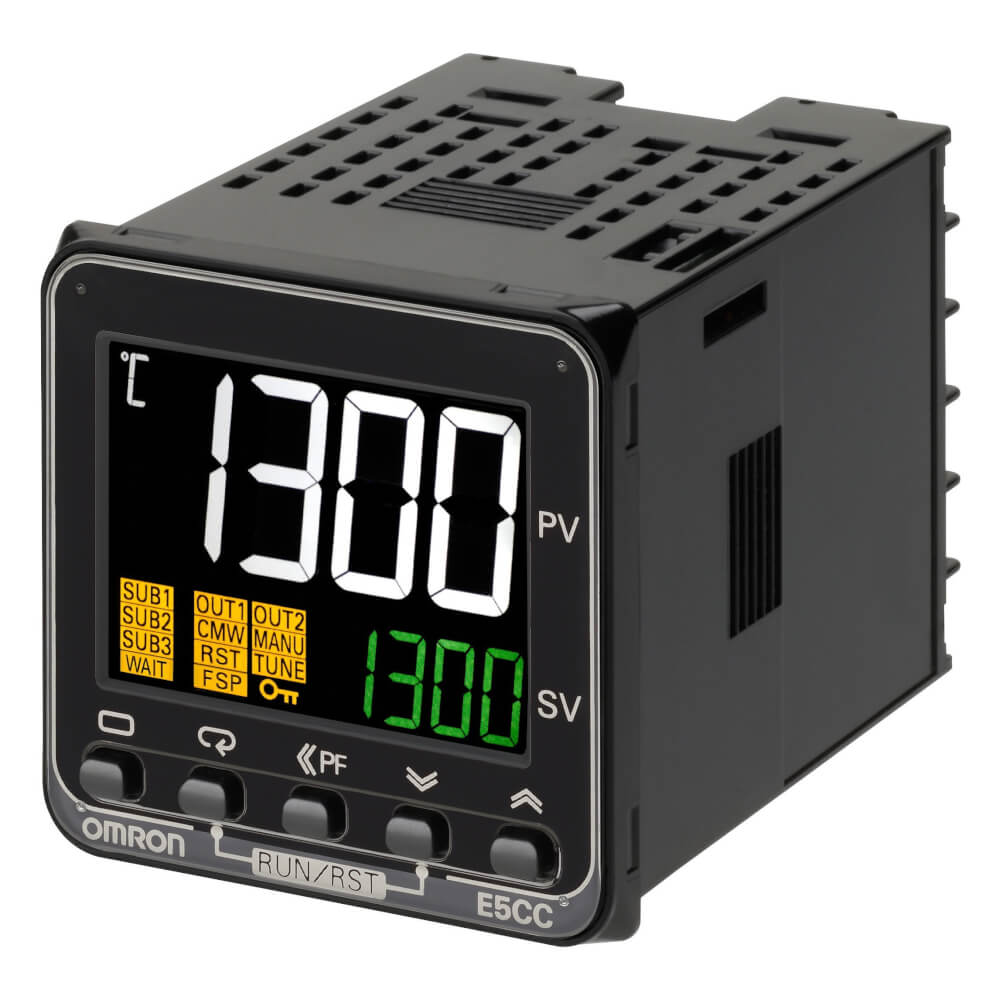 °C
1300
PV
SUB1 OUT1 OUT2
SUB2 CMW MANU
SUB3 RST TUNE
WAIT FSP
1300
SV
PF
OMRON
RUN/RST
E5CC